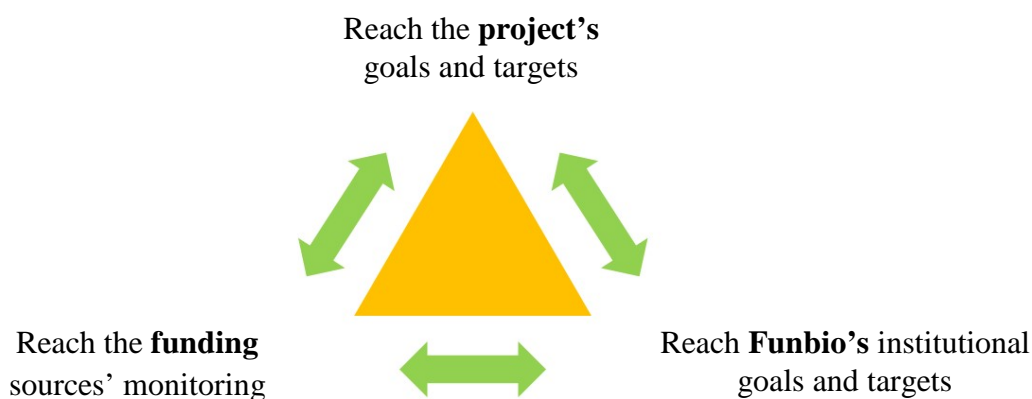 Reach the project’s
goals and targets
Reach the funding
sources’ monitoring
Reach Funbio’s institutional
goals and targets